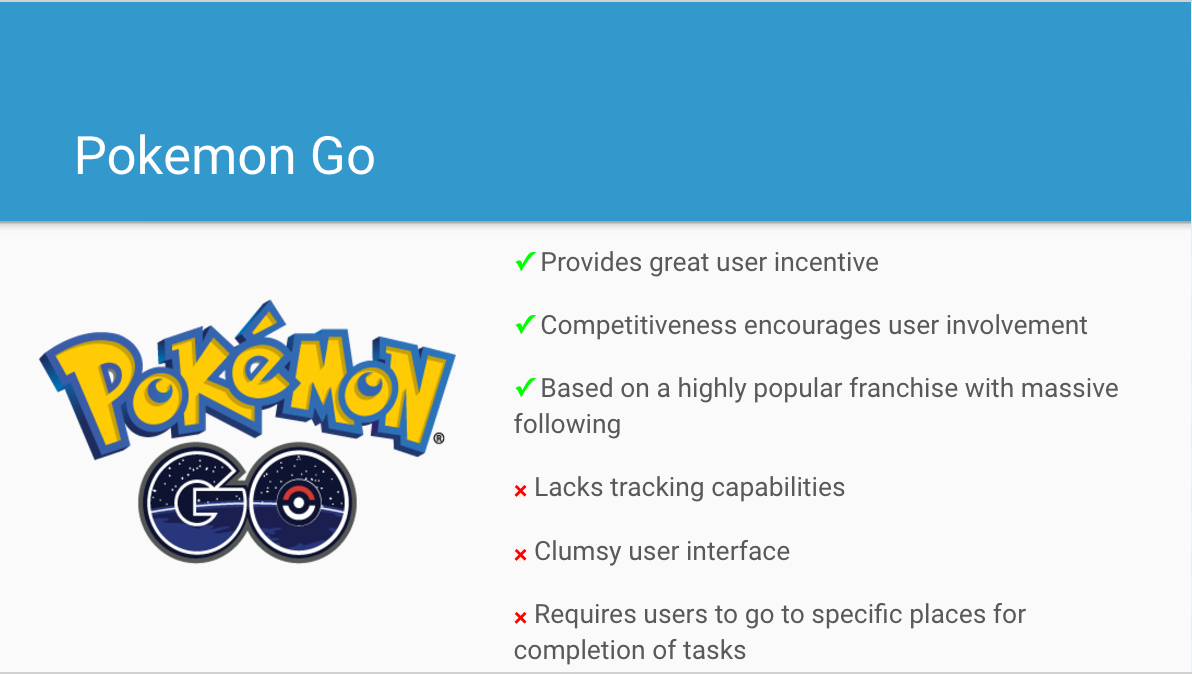 Pokemon Go
POKéMON
®
GO
✓Provides great user incentive
✓Competitiveness encourages user involvement
✓Based on a highly popular franchise with massive
following
× Lacks tracking capabilities
× Clumsy user interface
× Requires users to go to specific places for
completion of tasks